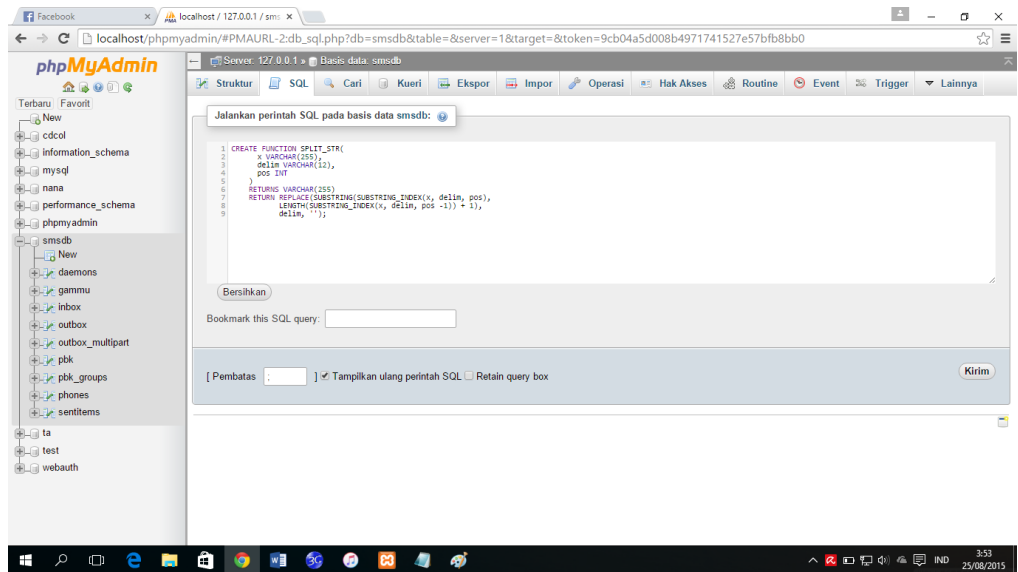 Facebook
localhost / 127.0.0.1 / sms
localhost/phpmyadmin/#PMAURL-2:db_sql.php?db=smsdb&table=&server=1&target=&token=9cb04a5d008b4971741527e57bfb8bb0
phpMyAdmin
Terbaru Favorit
New
cdcol
information_schema
mysql
nana
performance_schema
phpmyadmin
smsdb
New
daemons
gammu
inbox
outbox
outbox_multipart
pbk
pbk_groups
phones
sentitems
ta
test
webauth
Server: 127.0.0.1 » Basis data: smsdb
Struktur SQL Cari Kueri Ekspor Impor Operasi Hak Akses Routine Event Trigger Lainnya
Jalankan perintah SQL pada basis data smsdb:
1 CREATE FUNCTION SPLIT_STR(
2 x VARCHAR(255),
3 delim VARCHAR(12),
4 pos INT
5 )
6 RETURNS VARCHAR(255)
7 RETURN REPLACE(SUBSTRING(SUBSTRING_INDEX(x, delim, pos),
8 LENGTH(SUBSTRING_INDEX(x, delim, pos -1)) + 1),
9 delim, '');
Bersihkan
Bookmark this SQL query:
[ Pembatas ; ] Tampilkan ulang perintah SQL Retain query box
Kirim
IND
3:53
25/08/2015